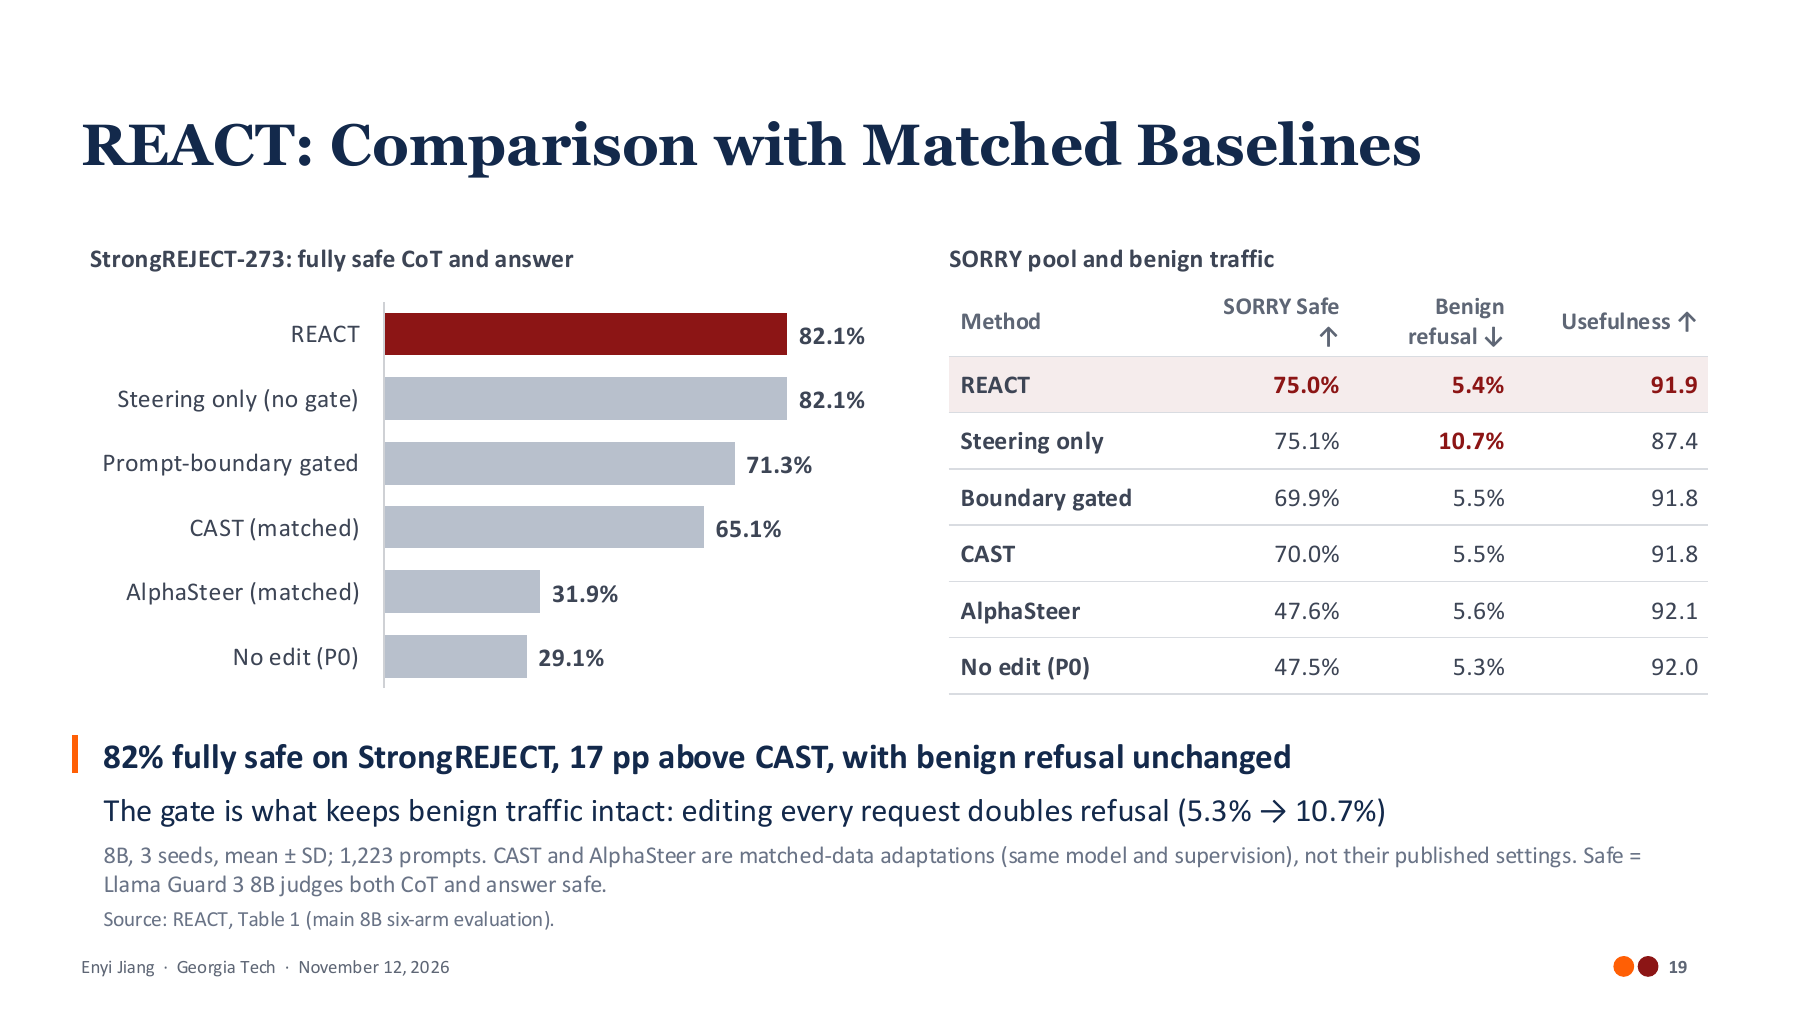 REACT: Comparison with Matched Baselines
StrongREJECT-273: fully safe CoT and answer
REACT 82.1%
Steering only (no gate) 82.1%
Prompt-boundary gated 71.3%
CAST (matched) 65.1%
AlphaSteer (matched) 31.9%
No edit (P0) 29.1%
SORRY pool and benign traffic
Method SORRY Safe ↑ Benign refusal ↓ Usefulness ↑
REACT 75.0% 5.4% 91.9
Steering only 75.1% 10.7% 87.4
Boundary gated 69.9% 5.5% 91.8
CAST 70.0% 5.5% 91.8
AlphaSteer 47.6% 5.6% 92.1
No edit (P0) 47.5% 5.3% 92.0
82% fully safe on StrongREJECT, 17 pp above CAST, with benign refusal unchanged
The gate is what keeps benign traffic intact: editing every request doubles refusal (5.3% → 10.7%)
8B, 3 seeds, mean ± SD; 1,223 prompts. CAST and AlphaSteer are matched-data adaptations (same model and supervision), not their published settings. Safe =
Llama Guard 3 8B judges both CoT and answer safe.
Source: REACT, Table 1 (main 8B six-arm evaluation).
Enyi Jiang · Georgia Tech · November 12, 2026
19